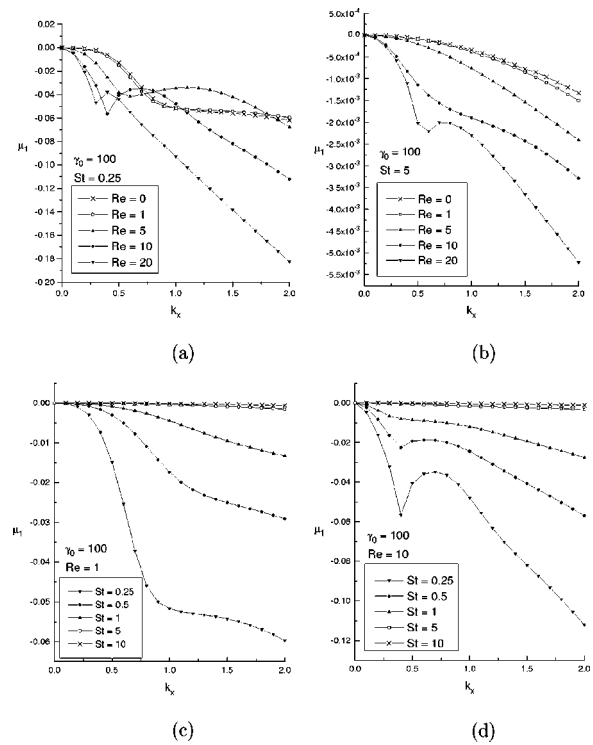 0.02
0.00
-0.02
-0.04
-0.06
-0.08
-0.10
-0.12
-0.14
-0.16
-0.18
-0.20
μ1
γ0 = 100
St = 0.25
Re = 0
Re = 1
Re = 5
Re = 10
Re = 20
0.0 0.5 1.0 1.5 2.0
kx
(a)
5.0x10-4
0.0
-5.0x10-4
-1.0x10-3
-1.5x10-3
-2.0x10-3
-2.5x10-3
-3.0x10-3
-3.5x10-3
-4.0x10-3
-4.5x10-3
-5.0x10-3
-5.5x10-3
μ1
γ0 = 100
St = 5
Re = 0
Re = 1
Re = 5
Re = 10
Re = 20
0.0 0.5 1.0 1.5 2.0
kx
(b)
-0.00
-0.01
-0.02
-0.03
-0.04
-0.05
-0.06
μ1
γ0 = 100
Re = 1
St = 0.25
St = 0.5
St = 1
St = 5
St = 10
0.0 0.5 1.0 1.5 2.0
kx
(c)
-0.00
-0.02
-0.04
-0.06
-0.08
-0.10
-0.12
μ1
γ0 = 100
Re = 10
St = 0.25
St = 0.5
St = 1
St = 5
St = 10
0.0 0.5 1.0 1.5 2.0
kx
(d)